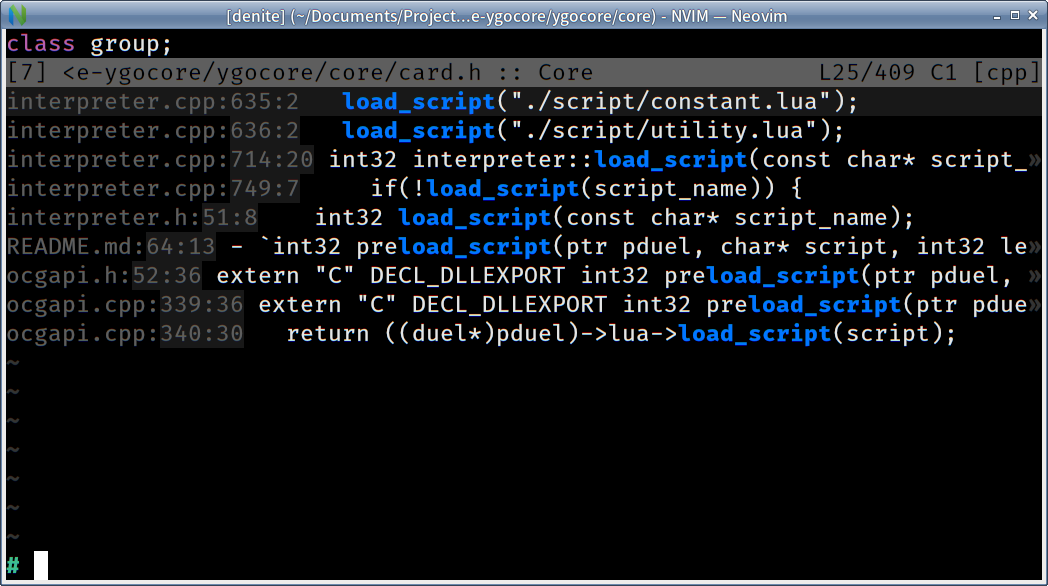 [denite] (~/Documents/Project...e-ygocore/ygocore/core) - NVIM — Neovim
class group;
[7] <e-ygocore/ygocore/core/card.h :: Core L25/409 C1 [cpp]
interpreter.cpp:635:2 load_script("./script/constant.lua");
interpreter.cpp:636:2 load_script("./script/utility.lua");
interpreter.cpp:714:20 int32 interpreter::load_script(const char* script_»
interpreter.cpp:749:7 if(!load_script(script_name)) {
interpreter.h:51:8 int32 load_script(const char* script_name);
README.md:64:13 - `int32 preload_script(ptr pduel, char* script, int32 le»
ocgapi.h:52:36 extern "C" DECL_DLLEXPORT int32 preload_script(ptr pduel, »
ocgapi.cpp:339:36 extern "C" DECL_DLLEXPORT int32 preload_script(ptr pdue»
ocgapi.cpp:340:30 return ((duel*)pduel)->lua->load_script(script);
~
~
~
~
~
~
~
#